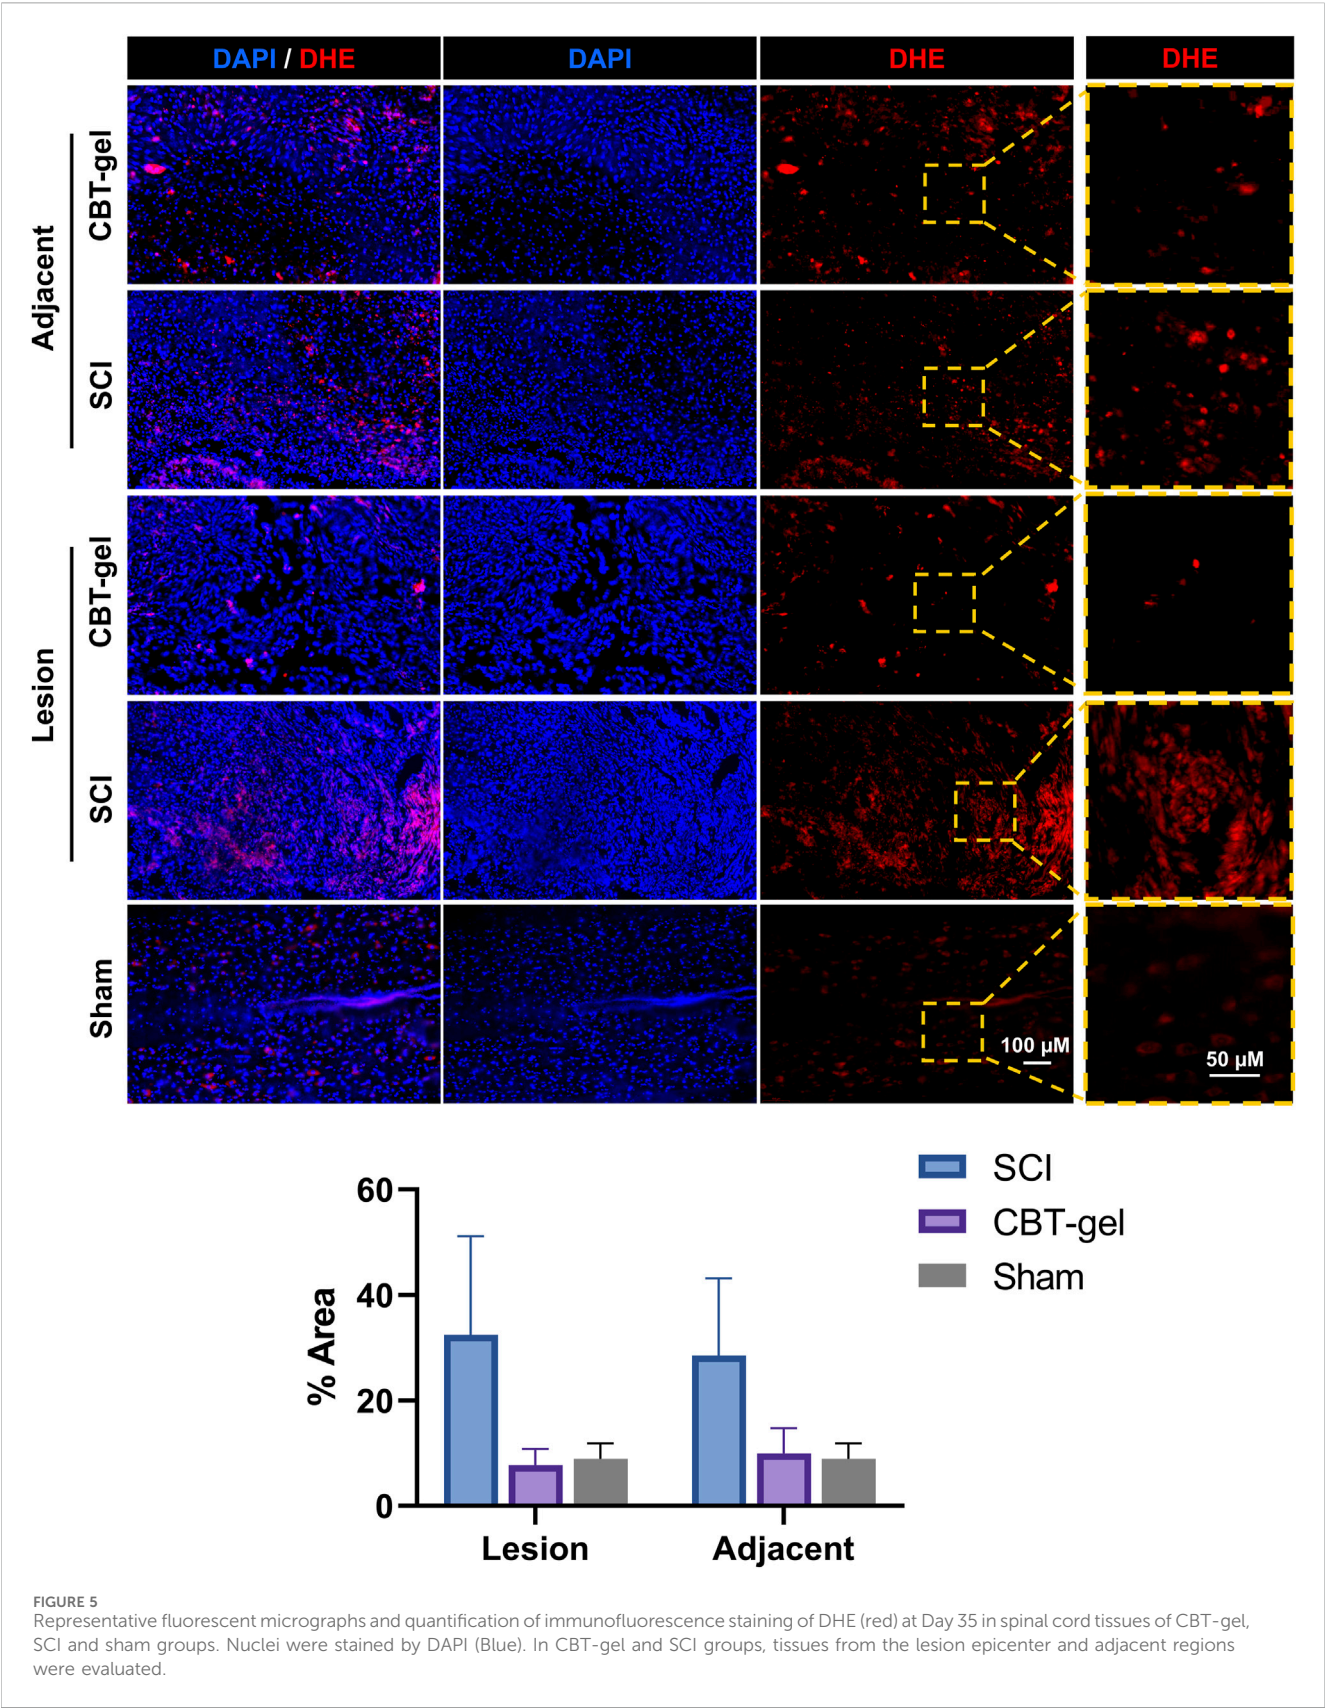 DAPI / DHE
DAPI
DHE
DHE
Adjacent
CBT-gel
SCI
Lesion
CBT-gel
SCI
Sham
100 µM
50 µM
SCI
CBT-gel
Sham
% Area
60
40
20
0
Lesion
Adjacent
FIGURE 5
Representative fluorescent micrographs and quantification of immunofluorescence staining of DHE (red) at Day 35 in spinal cord tissues of CBT-gel,
SCI and sham groups. Nuclei were stained by DAPI (Blue). In CBT-gel and SCI groups, tissues from the lesion epicenter and adjacent regions
were evaluated.